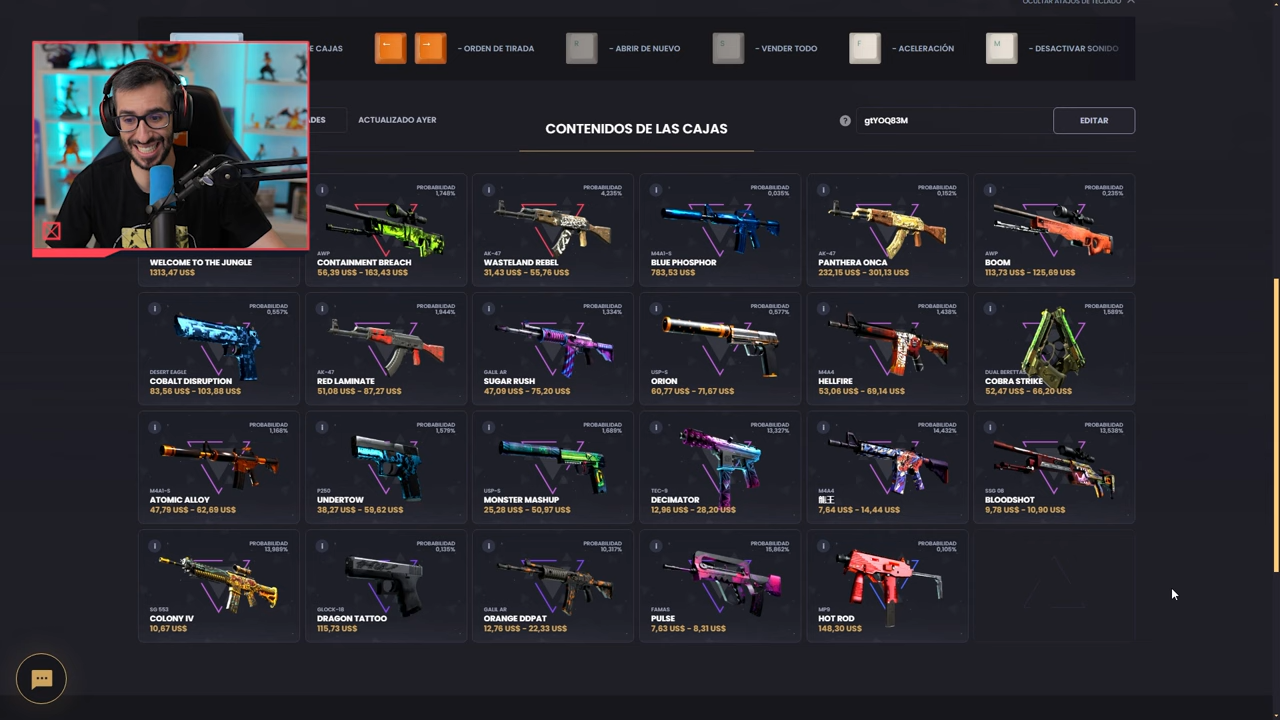 OCULTAR ATAJOS DE TECLADO
E CAJAS
← → - ORDEN DE TIRADA
R - ABRIR DE NUEVO
S - VENDER TODO
F - ACELERACIÓN
M - DESACTIVAR SONIDO
DES
ACTUALIZADO AYER
CONTENIDOS DE LAS CAJAS
?
gtYOQ83M
EDITAR
WELCOME TO THE JUNGLE
1313,47 US$
PROBABILIDAD
1,748%
AWP
CONTAINMENT BREACH
56,39 US$ - 163,43 US$
PROBABILIDAD
4,235%
AK-47
WASTELAND REBEL
31,43 US$ - 55,76 US$
PROBABILIDAD
0,035%
M4A1-S
BLUE PHOSPHOR
783,53 US$
PROBABILIDAD
0,152%
AK-47
PANTHERA ONCA
232,15 US$ - 301,13 US$
PROBABILIDAD
0,235%
AWP
BOOM
113,73 US$ - 125,69 US$
PROBABILIDAD
0,557%
DESERT EAGLE
COBALT DISRUPTION
83,56 US$ - 103,88 US$
PROBABILIDAD
1,944%
AK-47
RED LAMINATE
51,08 US$ - 87,27 US$
PROBABILIDAD
1,334%
GALIL AR
SUGAR RUSH
47,09 US$ - 75,20 US$
PROBABILIDAD
0,577%
USP-S
ORION
60,77 US$ - 71,67 US$
PROBABILIDAD
1,438%
M4A4
HELLFIRE
53,06 US$ - 69,14 US$
PROBABILIDAD
1,589%
DUAL BERETTAS
COBRA STRIKE
52,47 US$ - 66,20 US$
PROBABILIDAD
1,168%
M4A1-S
ATOMIC ALLOY
47,79 US$ - 62,69 US$
PROBABILIDAD
1,579%
P250
UNDERTOW
38,27 US$ - 59,62 US$
PROBABILIDAD
1,689%
USP-S
MONSTER MASHUP
25,28 US$ - 50,97 US$
PROBABILIDAD
13,327%
TEC-9
DECIMATOR
12,96 US$ - 28,20 US$
PROBABILIDAD
14,432%
M4A4
龍王
7,64 US$ - 14,44 US$
PROBABILIDAD
13,538%
SSG 08
BLOODSHOT
9,78 US$ - 10,90 US$
PROBABILIDAD
13,989%
SG 553
COLONY IV
10,67 US$
PROBABILIDAD
0,135%
GLOCK-18
DRAGON TATTOO
115,73 US$
PROBABILIDAD
10,317%
GALIL AR
ORANGE DDPAT
12,76 US$ - 22,33 US$
PROBABILIDAD
15,862%
FAMAS
PULSE
7,63 US$ - 8,31 US$
PROBABILIDAD
0,105%
MP9
HOT ROD
148,30 US$